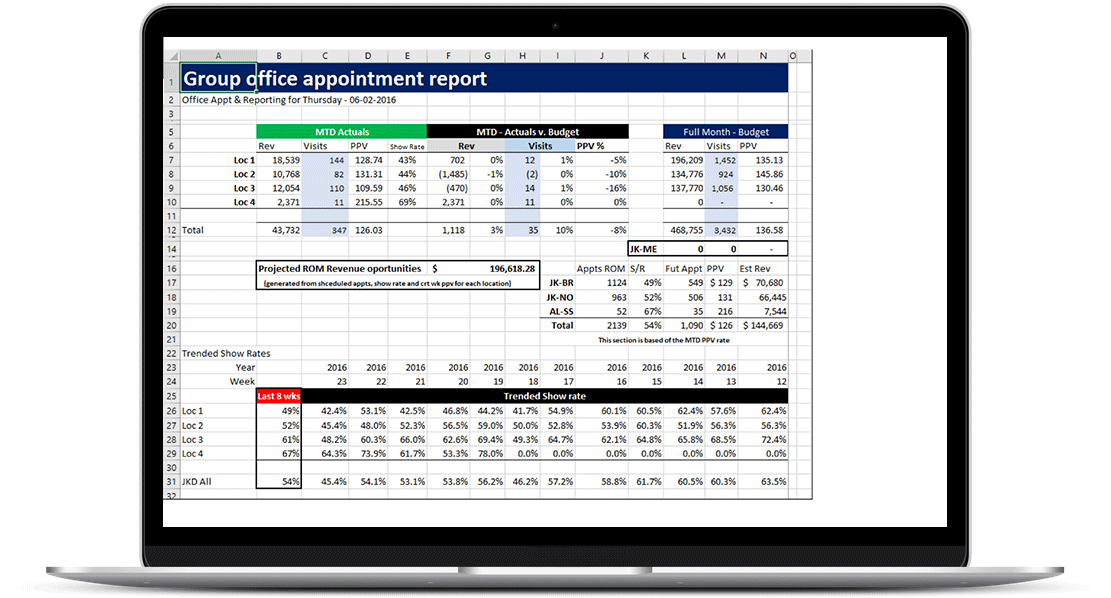 A B C D E F G H I J K L M N O
1 Group office appointment report
2 Office Appt & Reporting for Thursday - 06-02-2016
3
5 MTD Actuals MTD - Actuals v. Budget Full Month - Budget
6 Rev Visits PPV Show Rate Rev Visits PPV % Rev Visits PPV
7 Loc 1 18,539 144 128.74 43% 702 0% 12 1% -5% 196,209 1,452 135.13
8 Loc 2 10,768 82 131.31 44% (1,485) -1% (2) 0% -10% 134,776 924 145.86
9 Loc 3 12,054 110 109.59 46% (470) 0% 14 1% -16% 137,770 1,056 130.46
10 Loc 4 2,371 11 215.55 69% 2,371 0% 11 0% 0% 0 - -
11
12 Total 43,732 347 126.03 1,118 3% 35 10% -8% 468,755 3,432 136.58
14 JK-ME 0 0 -
16 Projected ROM Revenue oportunities $ 196,618.28 Appts ROM S/R Fut Appt PPV Est Rev
17 (generated from shceduled appts, show rate and crt wk ppv for each location) JK-BR 1124 49% 549 $ 129 $ 70,680
18 JK-NO 963 52% 506 131 66,445
19 AL-SS 52 67% 35 216 7,544
20 Total 2139 54% 1,090 $ 126 $ 144,669
21 This section is based of the MTD PPV rate
22 Trended Show Rates
23 Year 2016 2016 2016 2016 2016 2016 2016 2016 2016 2016 2016 2016
24 Week 23 22 21 20 19 18 17 16 15 14 13 12
25 Last 8 wks Trended Show rate
26 Loc 1 49% 42.4% 53.1% 42.5% 46.8% 44.2% 41.7% 54.9% 60.1% 60.5% 62.4% 57.6% 62.4%
27 Loc 2 52% 45.4% 48.0% 52.3% 56.5% 59.0% 50.0% 52.8% 53.9% 60.3% 51.9% 56.3% 56.3%
28 Loc 3 61% 48.2% 60.3% 66.0% 62.6% 69.4% 49.3% 64.7% 62.1% 64.8% 65.8% 68.5% 72.4%
29 Loc 4 67% 64.3% 73.9% 61.7% 53.3% 78.0% 0.0% 0.0% 0.0% 0.0% 0.0% 0.0% 0.0%
30
31 JKD All 54% 45.4% 54.1% 53.1% 53.8% 56.2% 46.2% 57.2% 58.8% 61.7% 60.5% 60.3% 63.5%
32